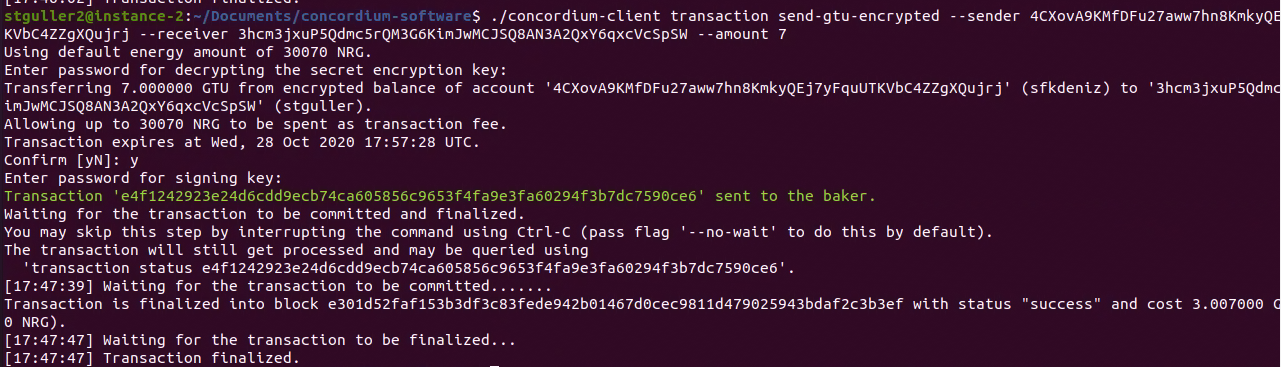 [17:46:02] Transaction finalized.
stguller2@instance-2:~/Documents/concordium-software$ ./concordium-client transaction send-gtu-encrypted --sender 4CXovA9KMfDFu27aww7hn8KmkyQE
KVbC4ZZgXQujrj --receiver 3hcm3jxuP5Qdmc5rQM3G6KimJwMCJSQ8AN3A2QxY6qxcVcSpSW --amount 7
Using default energy amount of 30070 NRG.
Enter password for decrypting the secret encryption key:
Transferring 7.000000 GTU from encrypted balance of account '4CXovA9KMfDFu27aww7hn8KmkyQEj7yFquUTKVbC4ZZgXQujrj' (sfkdeniz) to '3hcm3jxuP5Qdmc
imJwMCJSQ8AN3A2QxY6qxcVcSpSW' (stguller).
Allowing up to 30070 NRG to be spent as transaction fee.
Transaction expires at Wed, 28 Oct 2020 17:57:28 UTC.
Confirm [yN]: y
Enter password for signing key:
Transaction 'e4f1242923e24d6cdd9ecb74ca605856c9653f4fa9e3fa60294f3b7dc7590ce6' sent to the baker.
Waiting for the transaction to be committed and finalized.
You may skip this step by interrupting the command using Ctrl-C (pass flag '--no-wait' to do this by default).
The transaction will still get processed and may be queried using
'transaction status e4f1242923e24d6cdd9ecb74ca605856c9653f4fa9e3fa60294f3b7dc7590ce6'.
[17:47:39] Waiting for the transaction to be committed.......
Transaction is finalized into block e301d52faf153b3df3c83fede942b01467d0cec9811d479025943bdaf2c3b3ef with status "success" and cost 3.007000 G
0 NRG).
[17:47:47] Waiting for the transaction to be finalized...
[17:47:47] Transaction finalized.